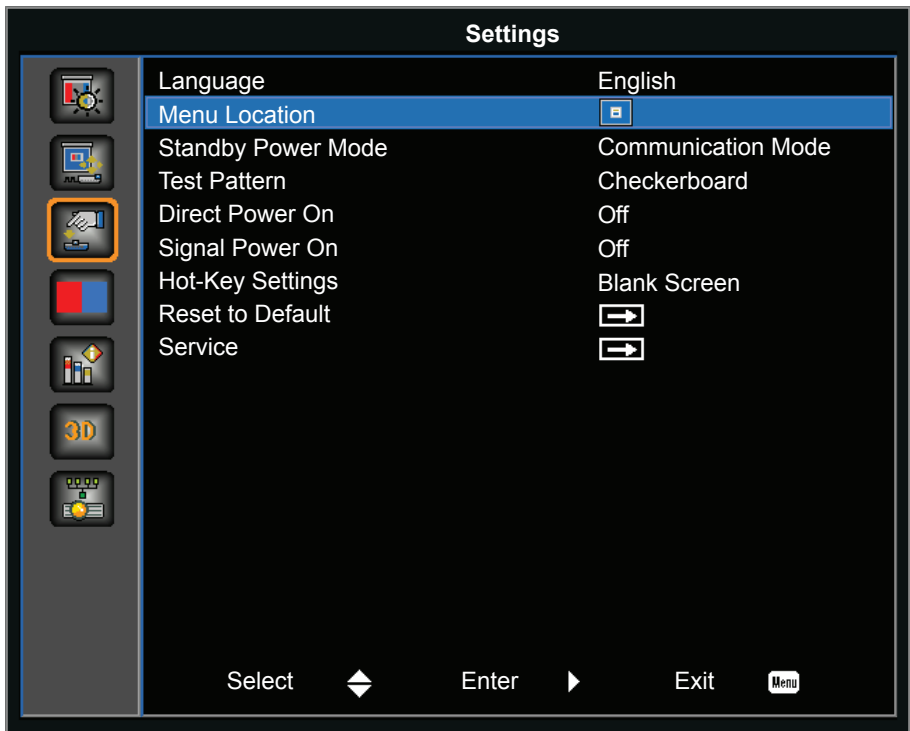 Settings
Language English
Menu Location
Standby Power Mode Communication Mode
Test Pattern Checkerboard
Direct Power On Off
Signal Power On Off
Hot-Key Settings Blank Screen
Reset to Default
Service
3D
Select Enter Exit Menu